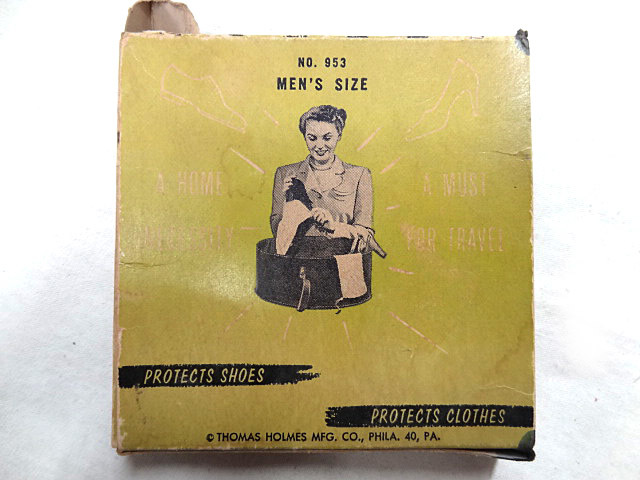 NO. 953
MEN'S SIZE
A HOME
NECESSITY
A MUST
FOR TRAVEL
PROTECTS SHOES
PROTECTS CLOTHES
© THOMAS HOLMES MFG. CO., PHILA. 40, PA.